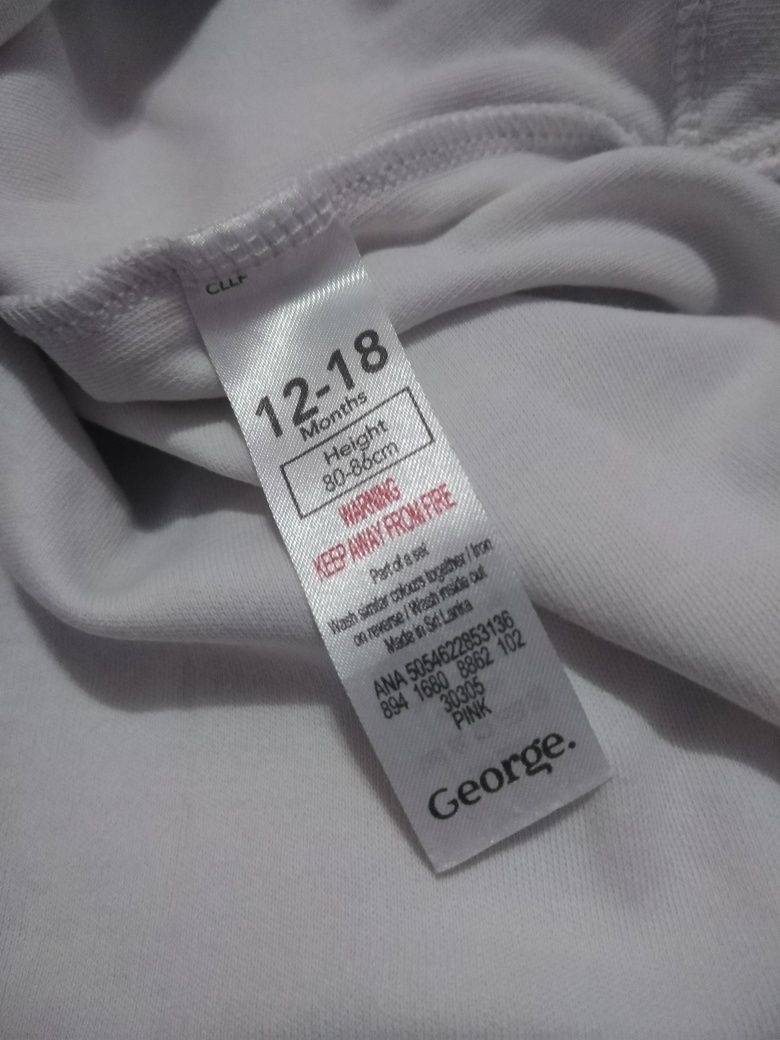 CLLF
12-18
Months
Height
80-86cm
WARNING
KEEP AWAY FROM FIRE
Part of a set
Wash similar colours together / Iron
on reverse / Wash inside out
Made in Sri Lanka
ANA 5054622853136
894 1680 8862 102
30305
PINK
George.